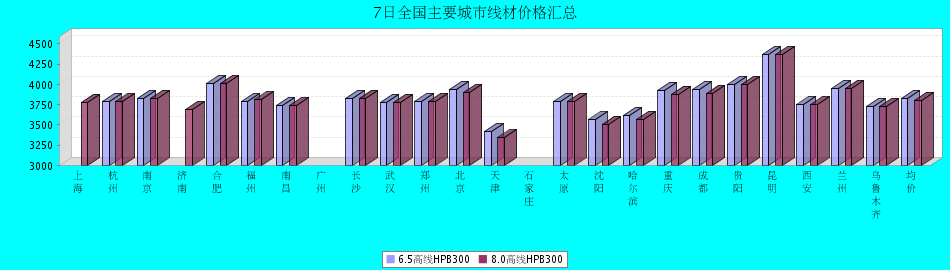 7日全国主要城市线材价格汇总
4500
4250
4000
3750
3500
3250
3000
上海
杭州
南京
济南
合肥
福州
南昌
广州
长沙
武汉
郑州
北京
天津
石家庄
太原
沈阳
哈尔滨
重庆
成都
贵阳
昆明
西安
兰州
乌鲁木齐
均价
6.5高线HPB300
8.0高线HPB300